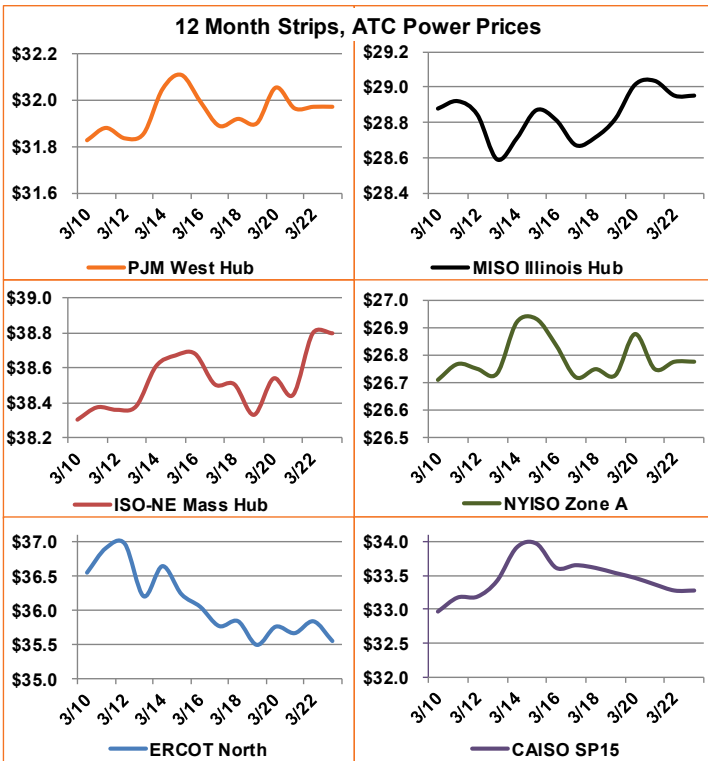 12 Month Strips, ATC Power Prices
$32.2
$32.0
$31.8
$31.6
3/10 3/12 3/14 3/16 3/18 3/20 3/22
PJM West Hub
$29.2
$29.0
$28.8
$28.6
$28.4
3/10 3/12 3/14 3/16 3/18 3/20 3/22
MISO Illinois Hub
$39.0
$38.8
$38.6
$38.4
$38.2
3/10 3/12 3/14 3/16 3/18 3/20 3/22
ISO-NE Mass Hub
$27.0
$26.9
$26.8
$26.7
$26.6
$26.5
3/10 3/12 3/14 3/16 3/18 3/20 3/22
NYISO Zone A
$37.0
$36.5
$36.0
$35.5
$35.0
3/10 3/12 3/14 3/16 3/18 3/20 3/22
ERCOT North
$34.0
$33.5
$33.0
$32.5
$32.0
3/10 3/12 3/14 3/16 3/18 3/20 3/22
CAISO SP15